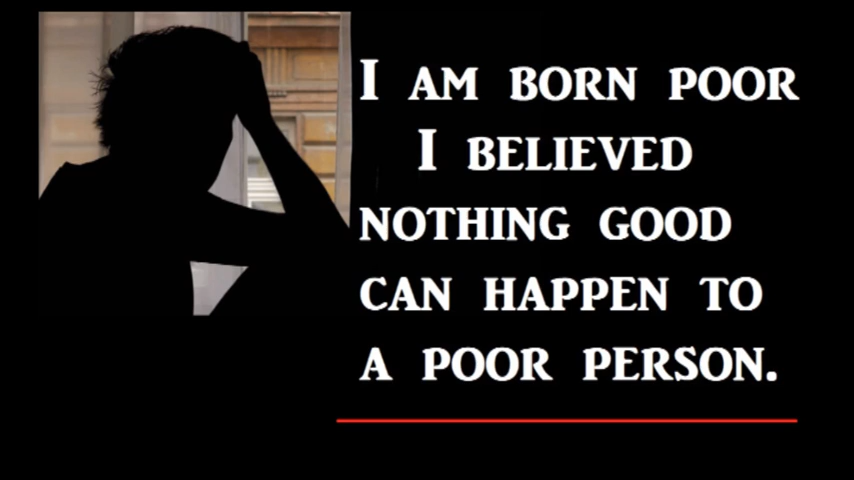 I AM BORN POOR
I BELIEVED
NOTHING GOOD
CAN HAPPEN TO
A POOR PERSON.